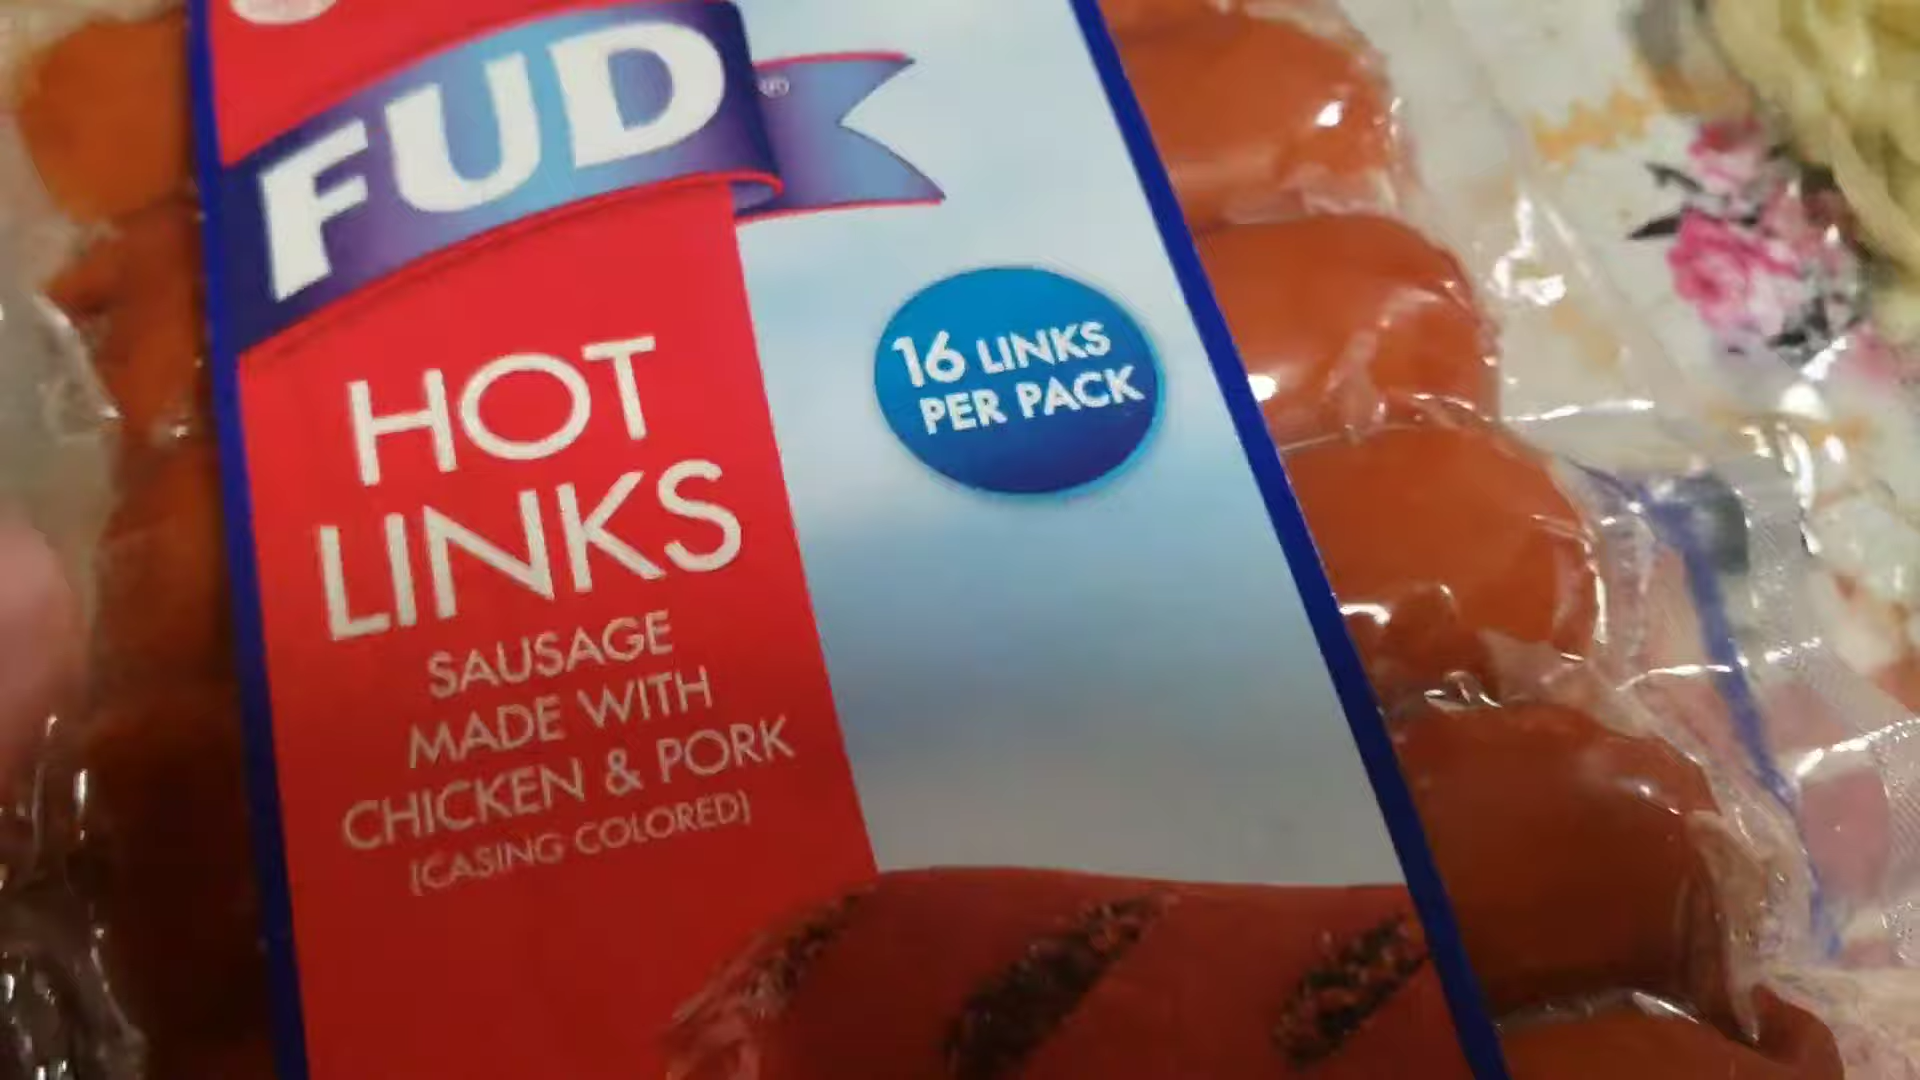 FUD
®
HOT
LINKS
SAUSAGE
MADE WITH
CHICKEN & PORK
(CASING COLORED)
16 LINKS
PER PACK